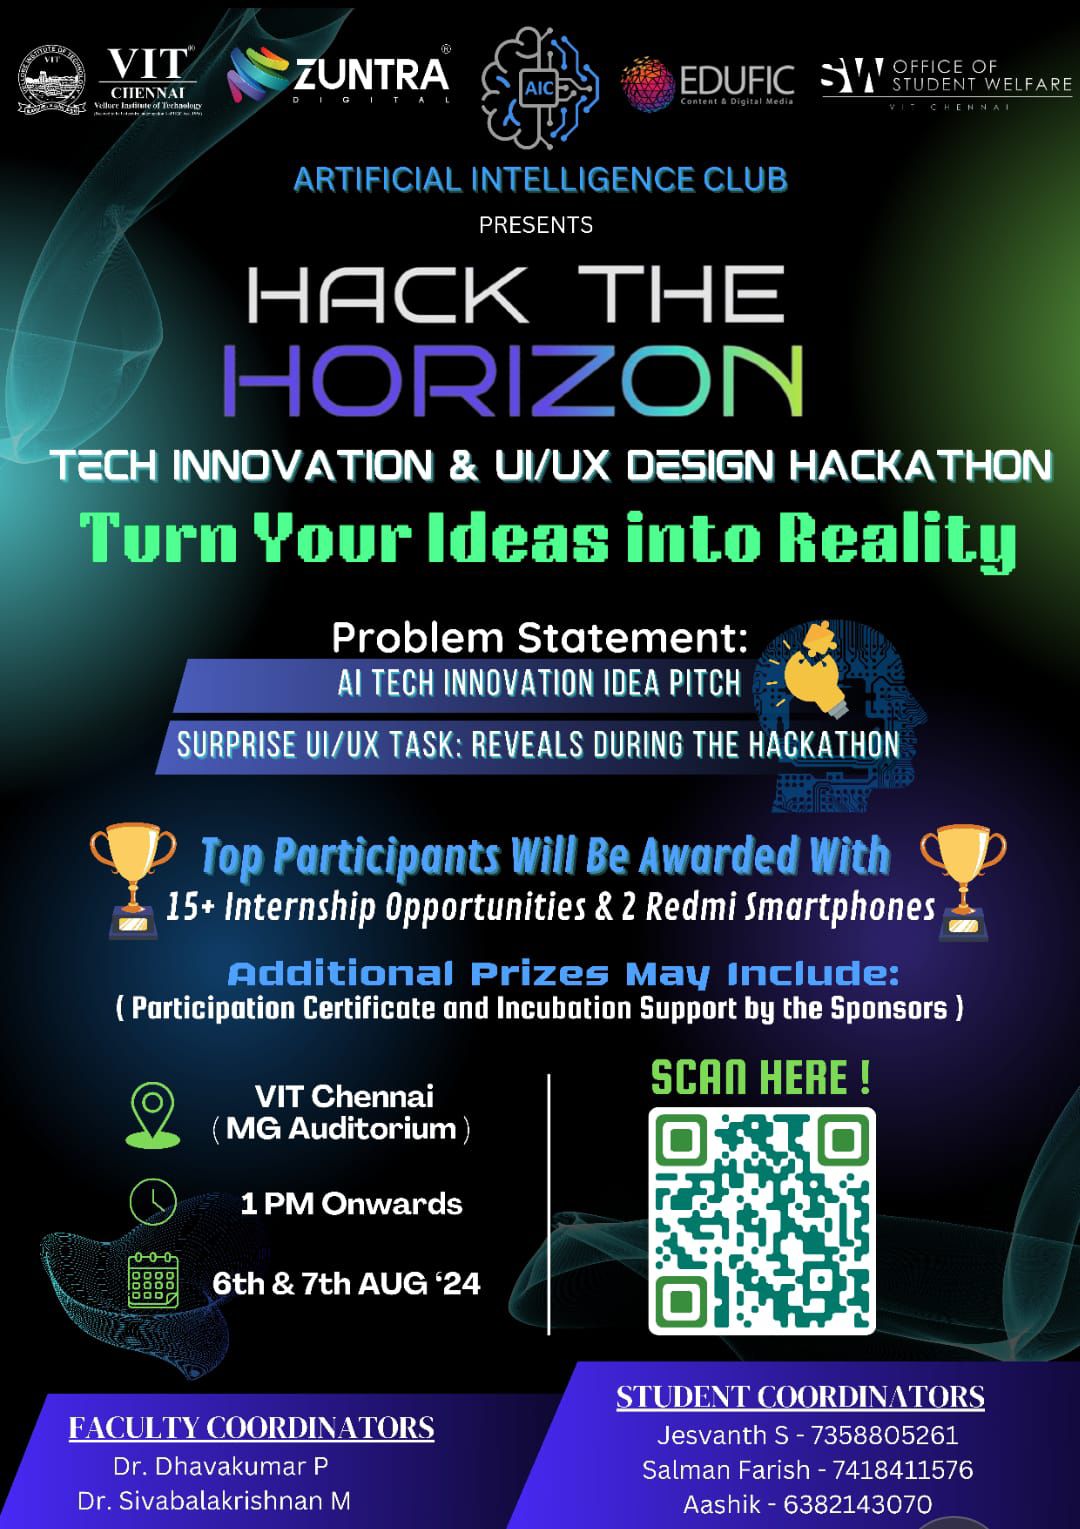 VIT®
CHENNAI
Vellore Institute of Technology
ZUNTRA®
DIGITAL
AIC
EDUFIC
Content & Digital Media
SW OFFICE OF
STUDENT WELFARE
VIT CHENNAI
ARTIFICIAL INTELLIGENCE CLUB
PRESENTS
HACK THE
HORIZON
TECH INNOVATION & UI/UX DESIGN HACKATHON
Turn Your Ideas into Reality
Problem Statement:
AI TECH INNOVATION IDEA PITCH
SURPRISE UI/UX TASK: REVEALS DURING THE HACKATHON
Top Participants Will Be Awarded With
15+ Internship Opportunities & 2 Redmi Smartphones
Additional Prizes May Include:
( Participation Certificate and Incubation Support by the Sponsors )
VIT Chennai
( MG Auditorium )
1 PM Onwards
6th & 7th AUG ‘24
SCAN HERE !
FACULTY COORDINATORS
Dr. Dhavakumar P
Dr. Sivabalakrishnan M
STUDENT COORDINATORS
Jesvanth S - 7358805261
Salman Farish - 7418411576
Aashik - 6382143070